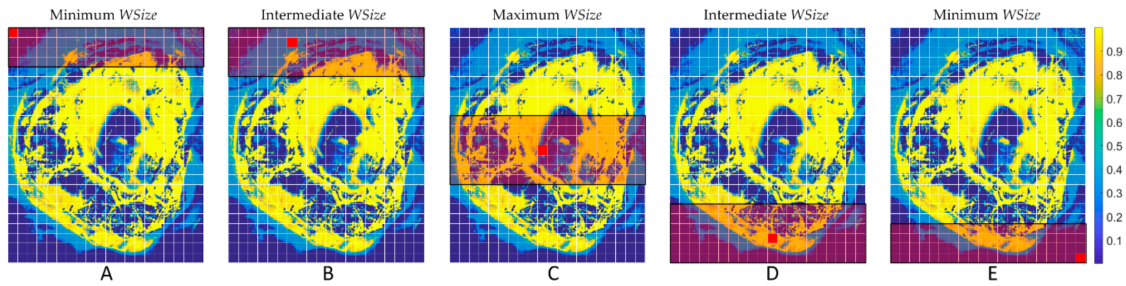 Minimum WSize
Intermediate WSize
Maximum WSize
Intermediate WSize
Minimum WSize
0.9
0.8
0.7
0.6
0.5
0.4
0.3
0.2
0.1
A
B
C
D
E